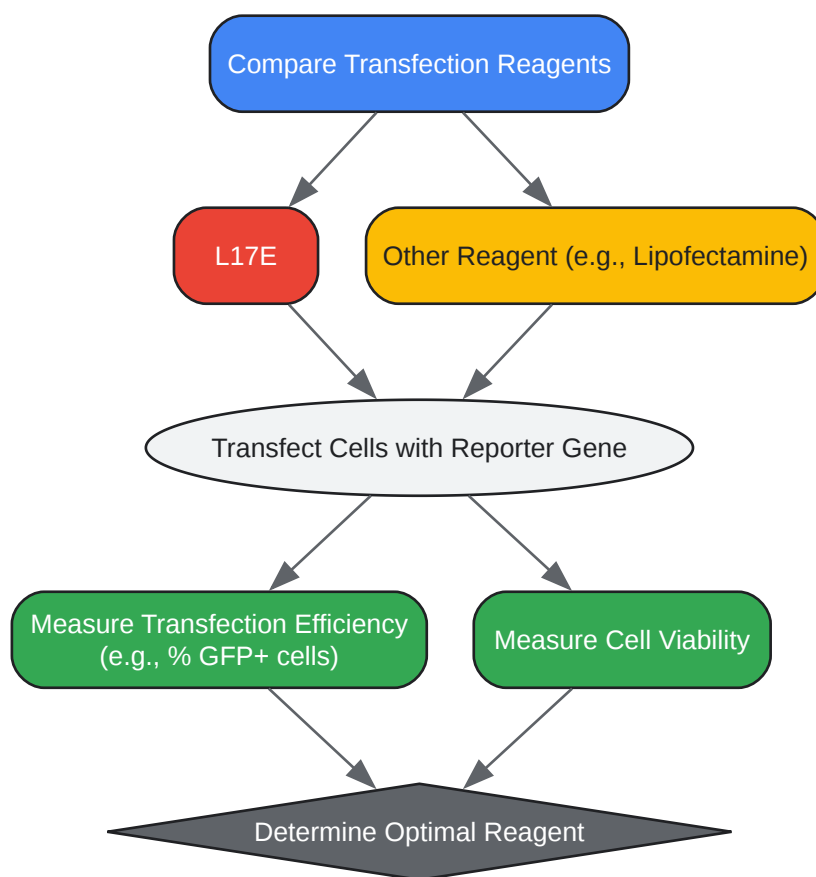 Compare Transfection Reagents
L17E
Other Reagent (e.g., Lipofectamine)
Transfect Cells with Reporter Gene
Measure Transfection Efficiency
(e.g., % GFP+ cells)
Measure Cell Viability
Determine Optimal Reagent